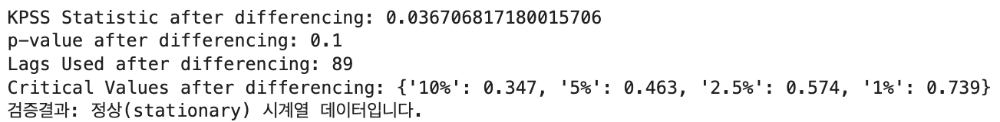 KPSS Statistic after differencing: 0.036706817180015706
p-value after differencing: 0.1
Lags Used after differencing: 89
Critical Values after differencing: {'10%': 0.347, '5%': 0.463, '2.5%': 0.574, '1%': 0.739}
검증결과: 정상(stationary) 시계열 데이터입니다.